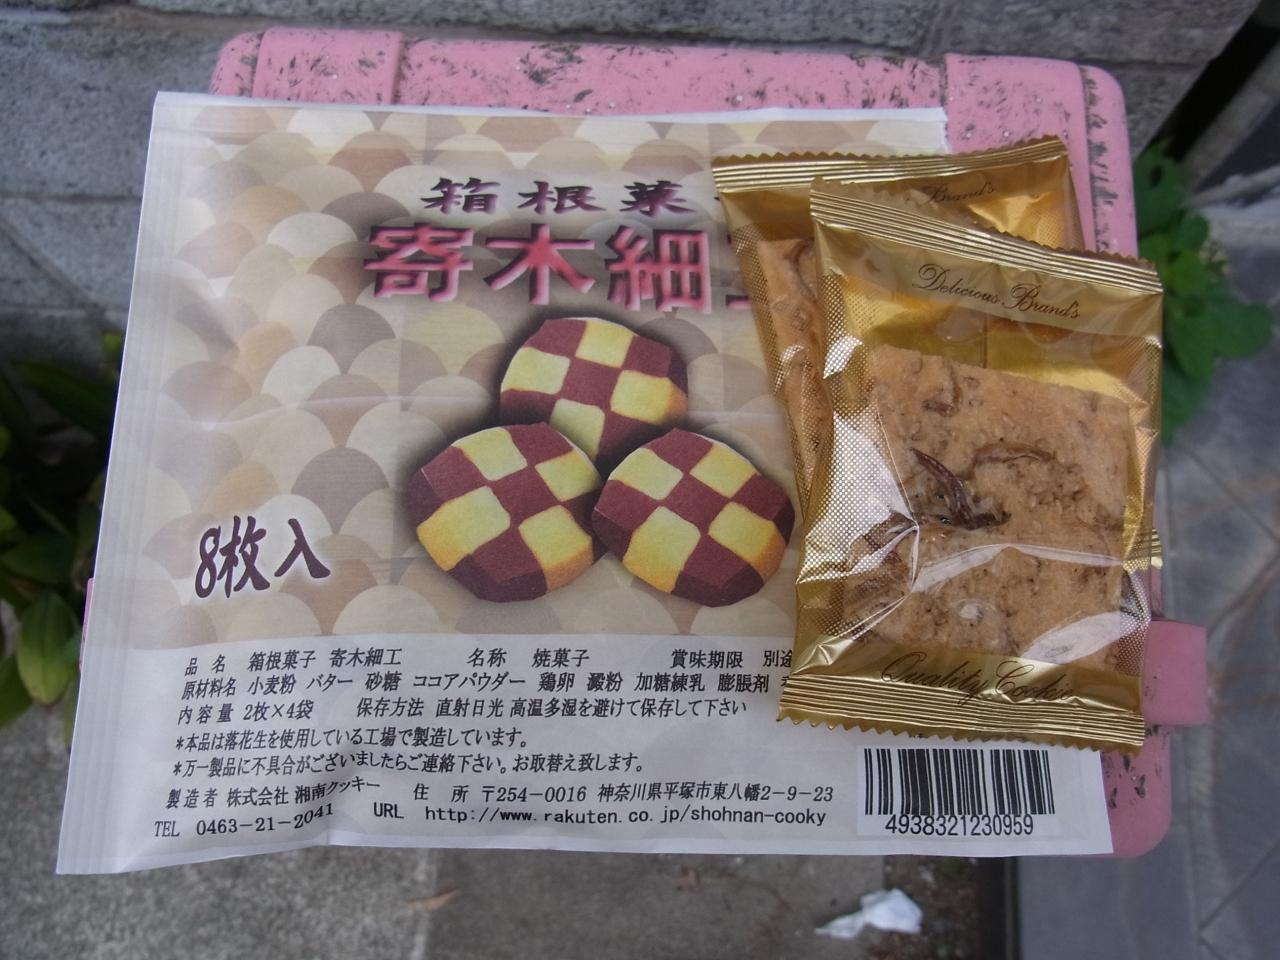 箱根菓
寄木細工
Brand's
Delicious Brand's
8枚入
Quality Cookie
品 名 箱根菓子 寄木細工 名称 焼菓子 賞味期限 別途
原材料名 小麦粉 バター 砂糖 ココアパウダー 鶏卵 澱粉 加糖練乳 膨脹剤
内容量 2枚×4袋 保存方法 直射日光 高温多湿を避けて保存して下さい
*本品は落花生を使用している工場で製造しています。
*万一製品に不具合がございましたらご連絡下さい。お取替え致します。
製造者 株式会社 湘南クッキー 住 所 〒254-0016 神奈川県平塚市東八幡2-9-23
TEL 0463-21-2041 URL http://www.rakuten.co.jp/shohnan-cooky
4938321230959